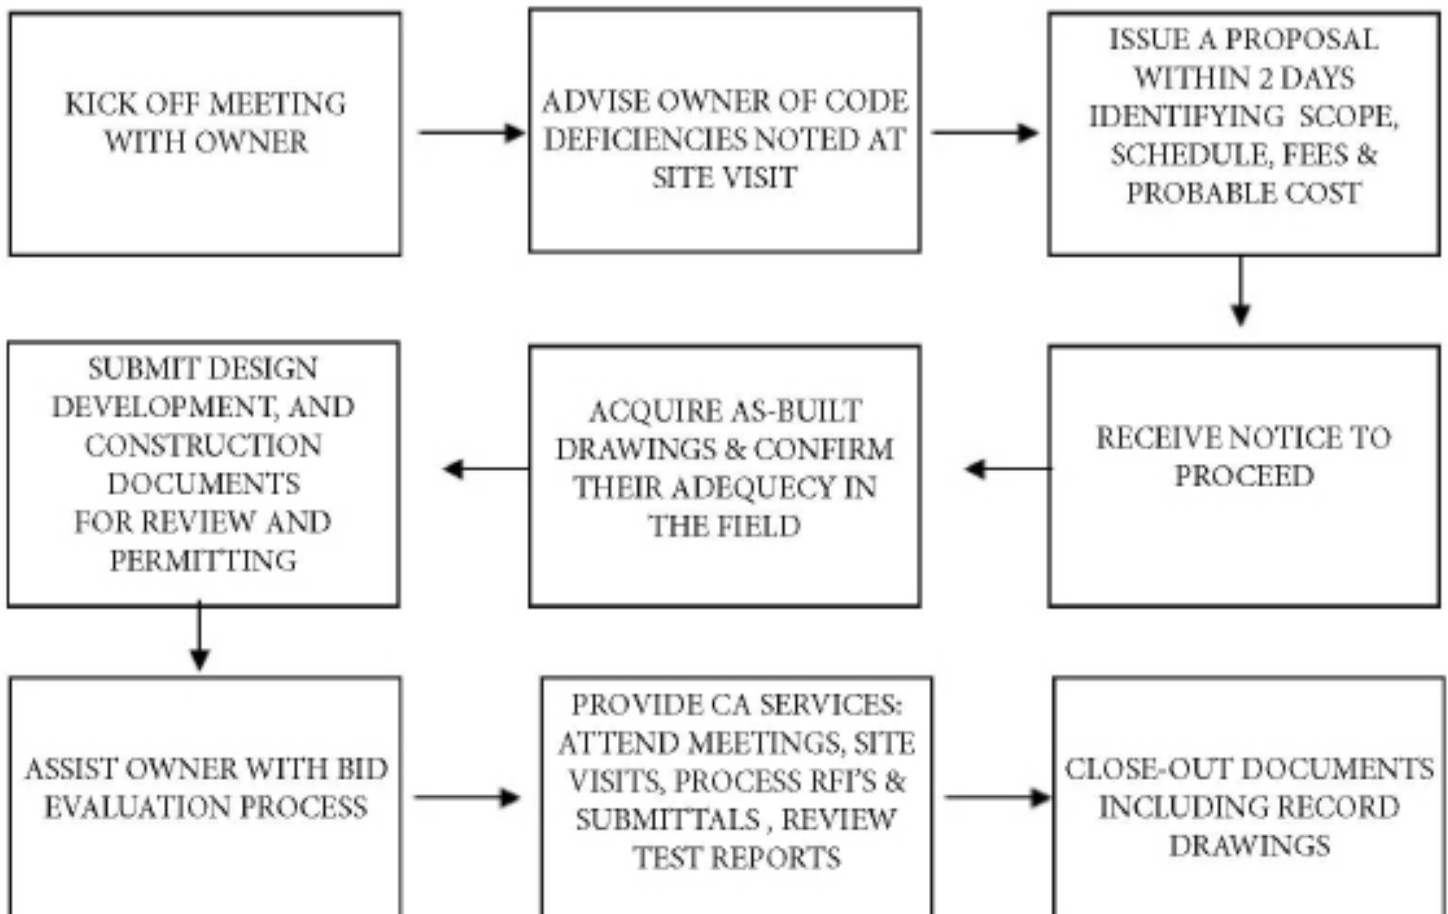 KICK OFF MEETING
WITH OWNER
ADVISE OWNER OF CODE
DEFICIENCIES NOTED AT
SITE VISIT
ISSUE A PROPOSAL
WITHIN 2 DAYS
IDENTIFYING SCOPE,
SCHEDULE, FEES &
PROBABLE COST
RECEIVE NOTICE TO
PROCEED
ACQUIRE AS-BUILT
DRAWINGS & CONFIRM
THEIR ADEQUECY IN
THE FIELD
SUBMIT DESIGN
DEVELOPMENT, AND
CONSTRUCTION
DOCUMENTS
FOR REVIEW AND
PERMITTING
ASSIST OWNER WITH BID
EVALUATION PROCESS
PROVIDE CA SERVICES:
ATTEND MEETINGS, SITE
VISITS, PROCESS RFI'S &
SUBMITTALS , REVIEW
TEST REPORTS
CLOSE-OUT DOCUMENTS
INCLUDING RECORD
DRAWINGS